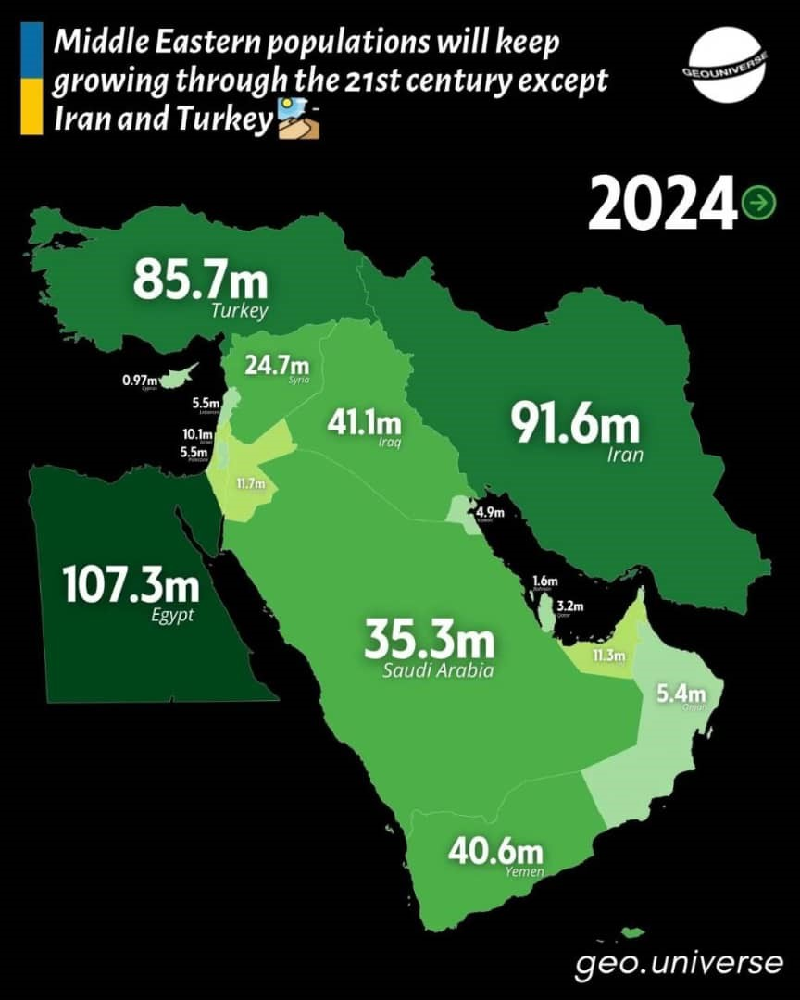 Middle Eastern populations will keep
growing through the 21st century except
Iran and Turkey
GEOUNIVERSE
2024
85.7m
Turkey
24.7m
Syria
0.97m
Cyprus
5.5m
Lebanon
41.1m
Iraq
91.6m
Iran
10.1m
Israel
5.5m
Palestine
11.7m
4.9m
Kuwait
107.3m
Egypt
1.6m
Bahrain
3.2m
Qatar
35.3m
Saudi Arabia
11.3m
5.4m
Oman
40.6m
Yemen
geo.universe